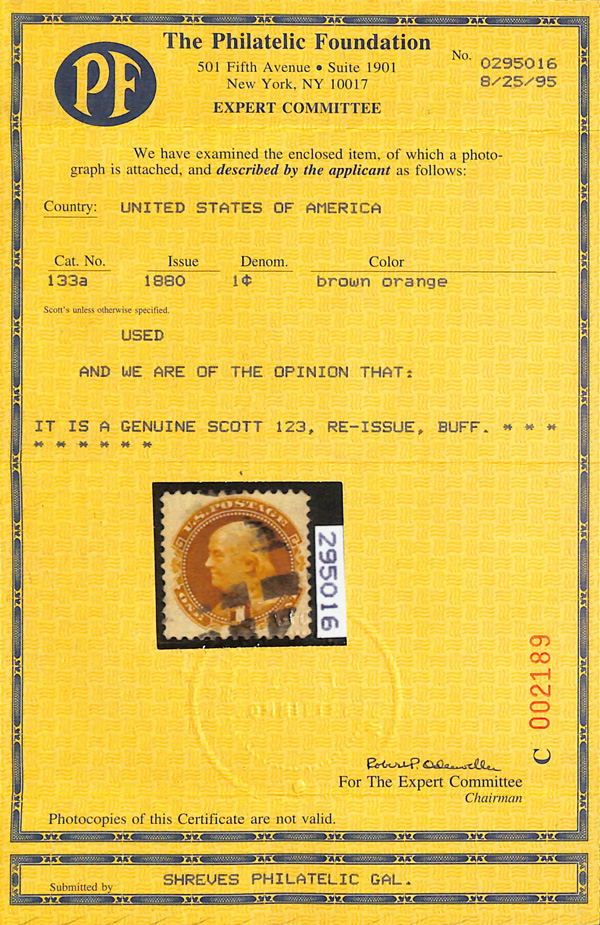 PF
The Philatelic Foundation
501 Fifth Avenue • Suite 1901
New York, NY 10017
EXPERT COMMITTEE
No. 0295016
8/25/95
We have examined the enclosed item, of which a photo-
graph is attached, and described by the applicant as follows:
Country: UNITED STATES OF AMERICA
Cat. No. Issue Denom. Color
133a 1880 1¢ brown orange
Scott's unless otherwise specified.
USED
AND WE ARE OF THE OPINION THAT:
IT IS A GENUINE SCOTT 123, RE-ISSUE, BUFF. * * *
* * * * * *
U.S. POSTAGE
ONE
1
295016
C 002189
For The Expert Committee
Chairman
Photocopies of this Certificate are not valid.
Submitted by SHREVES PHILATELIC GAL.